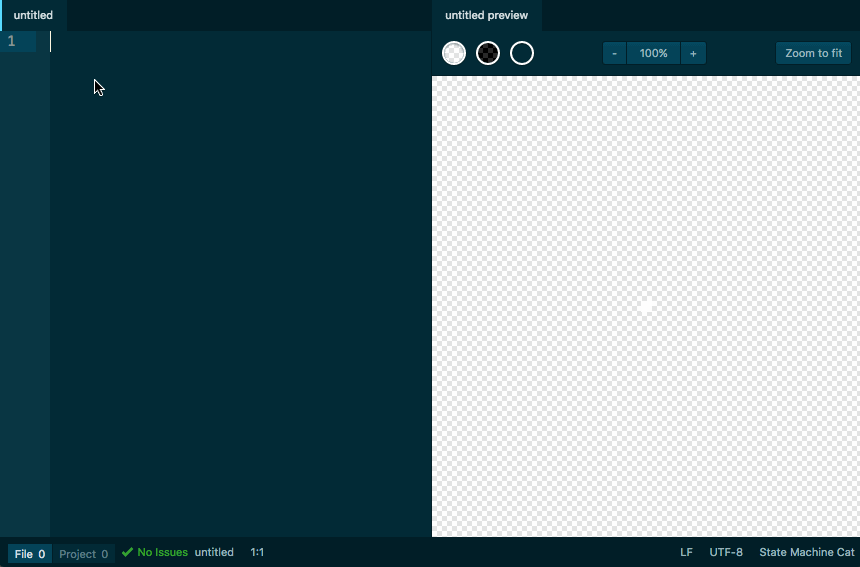 untitled
untitled preview
1
- 100% + Zoom to fit
File 0 Project 0 No Issues untitled 1:1 LF UTF-8 State Machine Cat